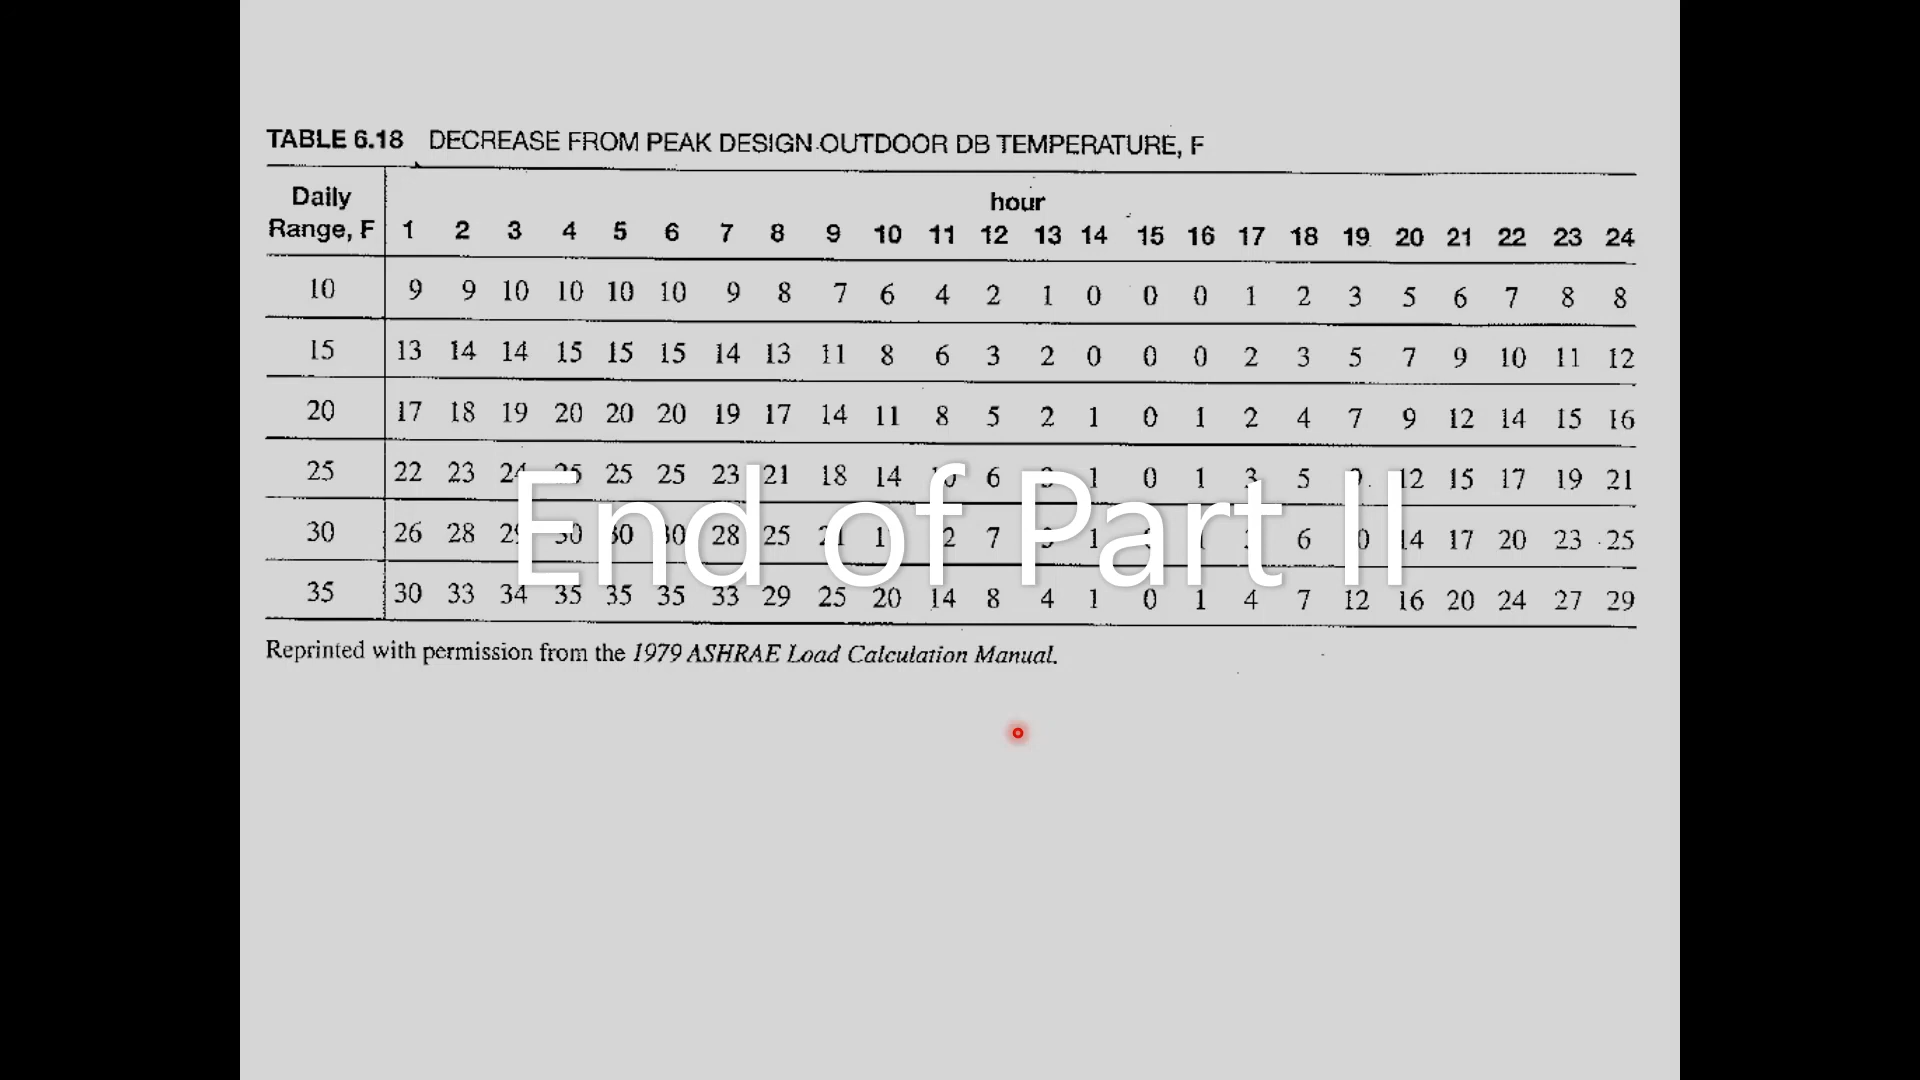 TABLE 6.18 DECREASE FROM PEAK DESIGN OUTDOOR DB TEMPERATURE, F
Daily hour
Range, F 1 2 3 4 5 6 7 8 9 10 11 12 13 14 15 16 17 18 19 20 21 22 23 24
10 9 9 10 10 10 10 9 8 7 6 4 2 1 0 0 0 1 2 3 5 6 7 8 8
15 13 14 14 15 15 15 14 13 11 8 6 3 2 0 0 0 2 3 5 7 9 10 11 12
20 17 18 19 20 20 20 19 17 14 11 8 5 2 1 0 1 2 4 7 9 12 14 15 16
25 22 23 24 25 25 25 23 21 18 14 6 1 0 1 3 5 12 15 17 19 21
End of Part II
30 26 28 30 30 30 28 25 21 7 1 6 14 17 20 23 25
35 30 33 34 35 35 35 33 29 25 20 14 8 4 1 0 1 4 7 12 16 20 24 27 29
Reprinted with permission from the 1979 ASHRAE Load Calculation Manual.